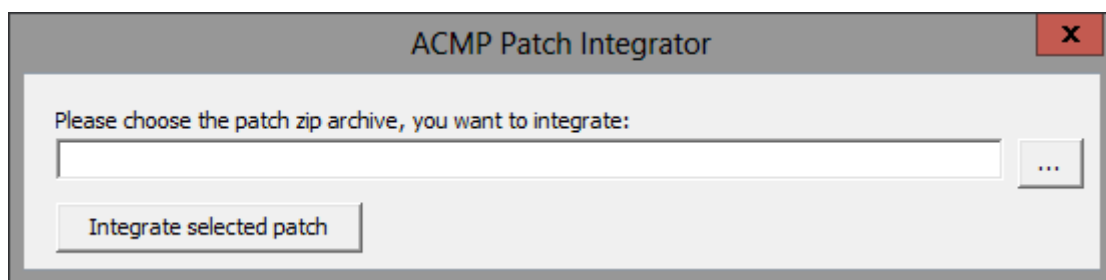 ACMP Patch Integrator
x
Please choose the patch zip archive, you want to integrate:
...
Integrate selected patch